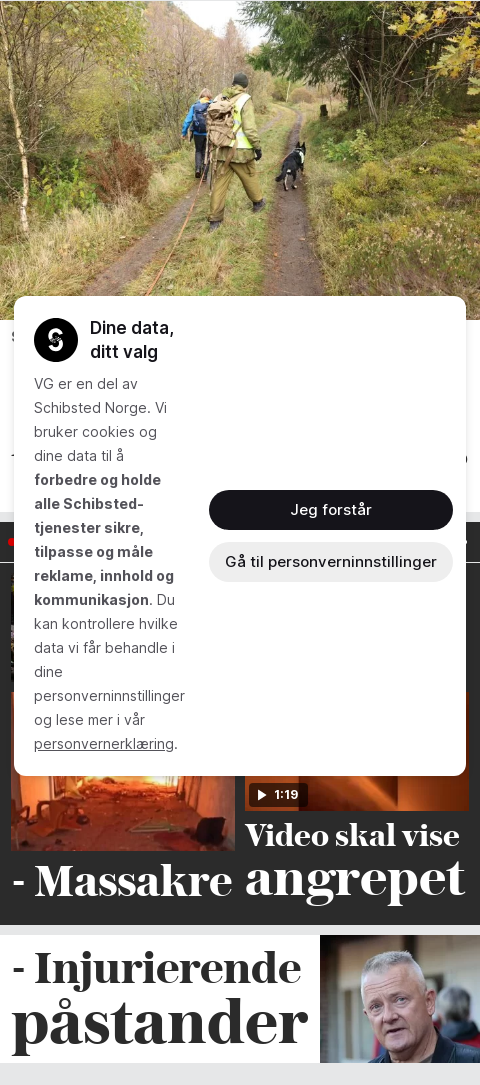 Dine data,
ditt valg
VG er en del av
Schibsted Norge. Vi
bruker cookies og
dine data til å
forbedre og holde
alle Schibsted-
tjenester sikre,
tilpasse og måle
reklame, innhold og
kommunikasjon. Du
kan kontrollere hvilke
data vi får behandle i
dine
personverninnstillinger
og lese mer i vår
personvernerklæring.
Jeg forstår
Gå til personverninnstillinger
1:19
- Massakre
Video skal vise
angrepet
- Injurierende
påstander